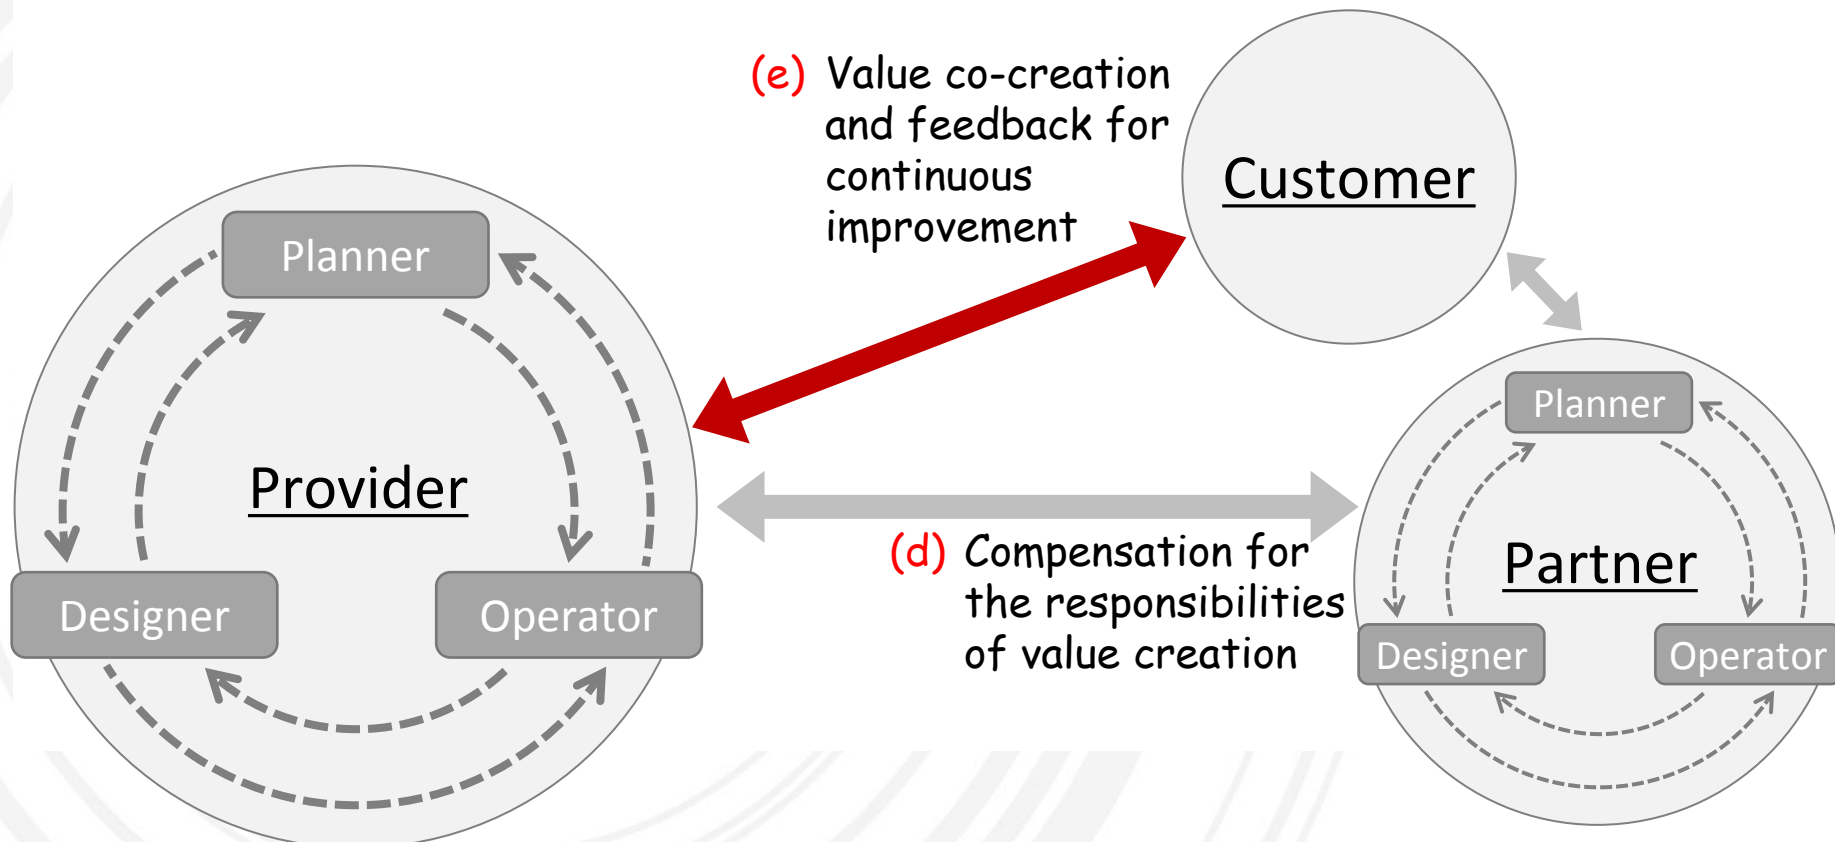 (e) Value co-creation
and feedback for
continuous
improvement
Customer
Planner
Provider
Designer
Operator
(d) Compensation for
the responsibilities
of value creation
Planner
Partner
Designer
Operator